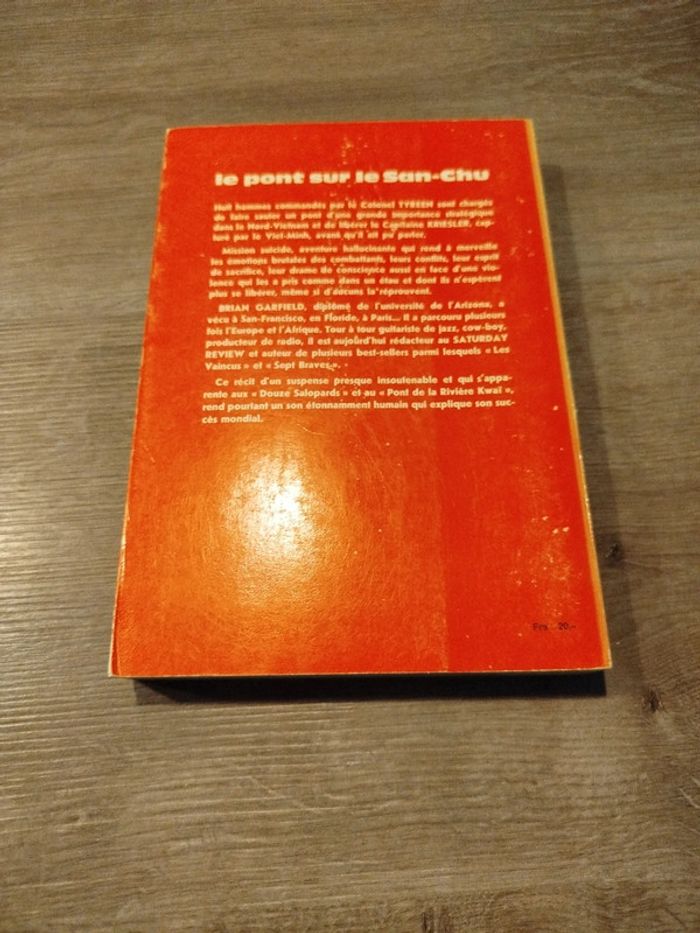 le pont sur le San-Chu
Huit hommes commandés par le Colonel TYREEN sont chargés
de faire sauter un pont d'une grande importance stratégique
dans le Nord-Vietnam et de libérer le Capitaine KRIESLER, cap-
turé par le Viet-Minh, avant qu'il ait pu parler.
Mission suicide, aventure hallucinante qui rend à merveille
les émotions brutales des combattants, leurs conflits, leur esprit
de sacrifice, leur drame de conscience aussi en face d'une vio-
lence qui les a pris comme dans un étau et dont ils n'espèrent
plus se libérer, même si d'aucuns la réprouvent.
BRIAN GARFIELD, diplômé de l'université de l'Arizona, a
vécu à San-Francisco, en Floride, à Paris... Il a parcouru plusieurs
fois l'Europe et l'Afrique. Tour à tour guitariste de jazz, cow-boy,
producteur de radio, il est aujourd'hui rédacteur au SATURDAY
REVIEW et auteur de plusieurs best-sellers parmi lesquels « Les
Vaincus » et « Sept Braves ».
Ce récit d'un suspense presque insoutenable et qui s'appa-
rente aux « Douze Salopards » et au « Pont de la Rivière Kwaï »,
rend pourtant un son étonnamment humain qui explique son suc-
cès mondial.
20.-